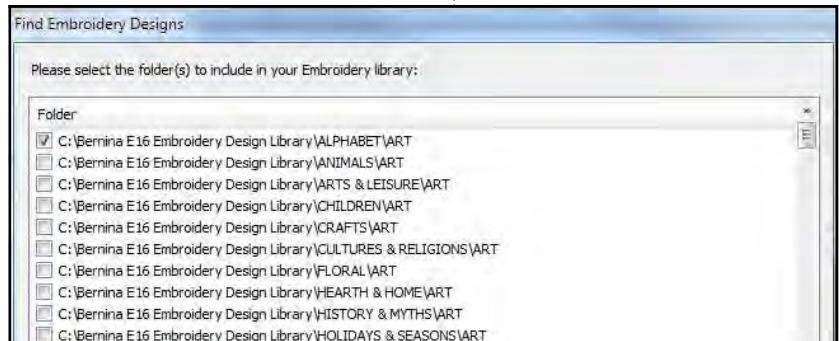 Find Embroidery Designs
Please select the folder(s) to include in your Embroidery library:
Folder
C:\Bernina E16 Embroidery Design Library\ALPHABET\ART
C:\Bernina E16 Embroidery Design Library\ANIMALS\ART
C:\Bernina E16 Embroidery Design Library\ARTS & LEISURE\ART
C:\Bernina E16 Embroidery Design Library\CHILDREN\ART
C:\Bernina E16 Embroidery Design Library\CRAFTS\ART
C:\Bernina E16 Embroidery Design Library\CULTURES & RELIGIONS\ART
C:\Bernina E16 Embroidery Design Library\FLORAL\ART
C:\Bernina E16 Embroidery Design Library\HEARTH & HOME\ART
C:\Bernina E16 Embroidery Design Library\HISTORY & MYTHS\ART
C:\Bernina E16 Embroidery Design Library\HOLIDAYS & SEASONS\ART